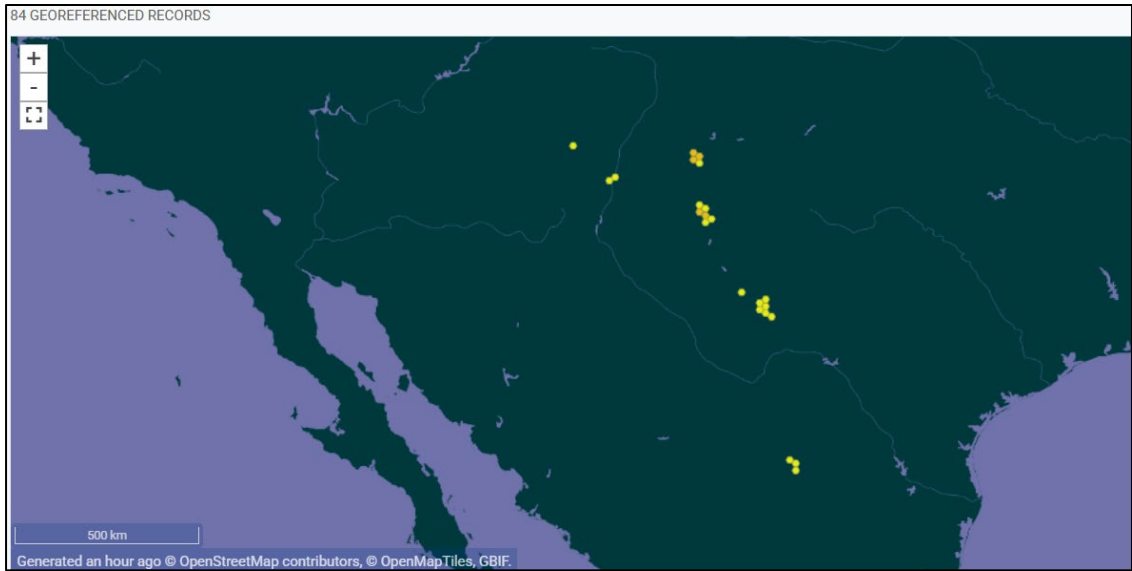 84 GEOREFERENCED RECORDS
+
-
500 km
Generated an hour ago © OpenStreetMap contributors, © OpenMapTiles, GBIF.